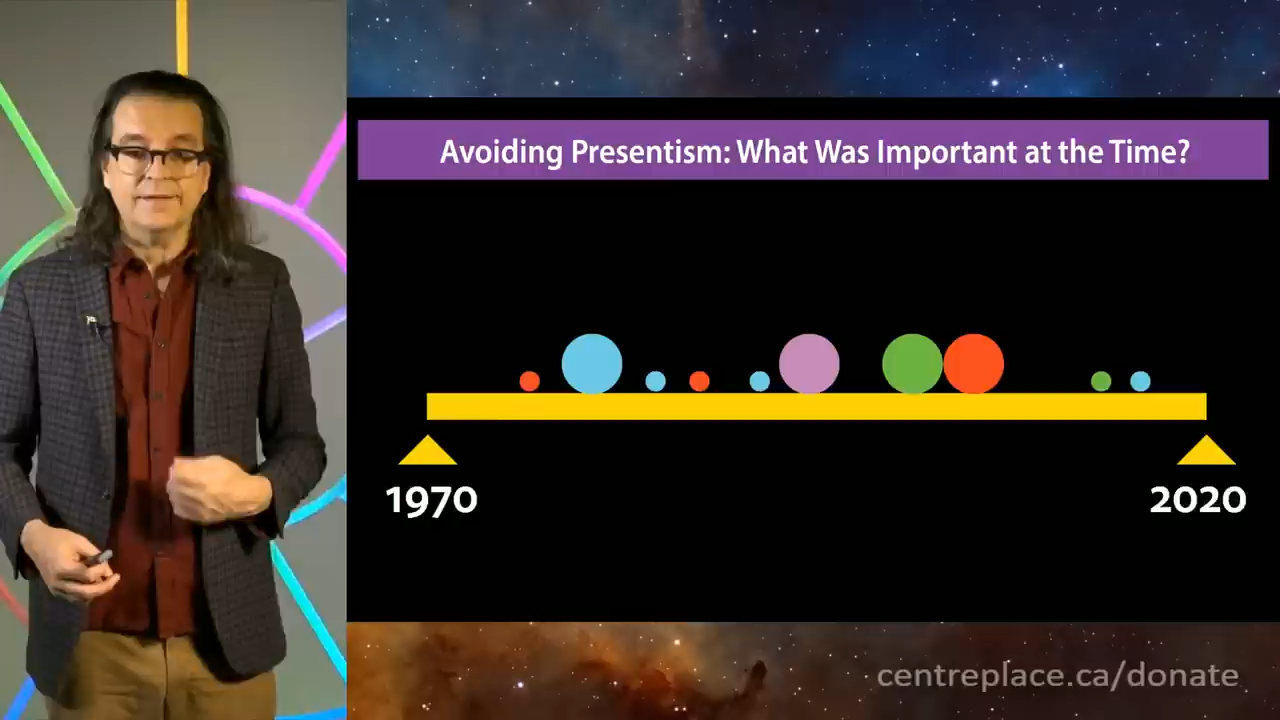 Avoiding Presentism: What Was Important at the Time?
1970
2020
centreplace.ca/donate